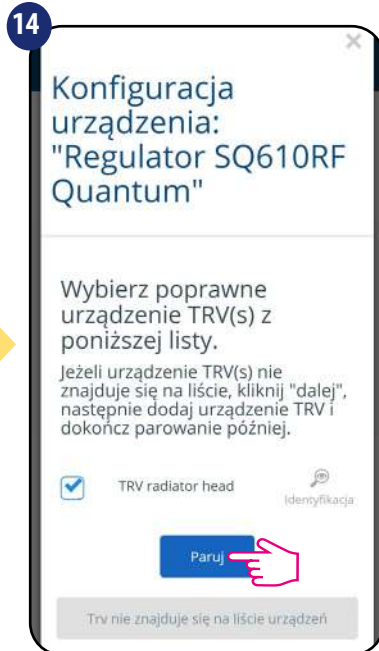 14
×
Konfiguracja
urządzenia:
"Regulator SQ610RF
Quantum"
Wybierz poprawne
urządzenie TRV(s) z
poniższej listy.
Jeżeli urządzenie TRV(s) nie
znajduje się na liście, kliknij "dalej",
następnie dodaj urządzenie TRV i
dokończ parowanie później.
TRV radiator head
Identyfikacja
Paruj
Trv nie znajduje się na liście urządzeń